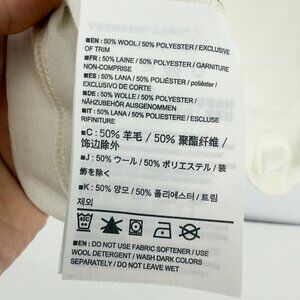 ■EN: 50% WOOL / 50% POLYESTER / EXCLUSIVE
OF TRIM
■FR: 50% LAINE / 50% POLYESTER / GARNITURE
NON-COMPRISE
■ES: 50% LANA / 50% POLIÉSTER / poliéster /
EXCLUSIVO DE CORTE
■DE: 50% WOLLE / 50% POLYESTER /
NÄHZUBEHÖR AUSGENOMMEN
■IT: 50% LANA / 50% POLIESTERE / ESCLUSE
RIFINITURE
■C: 50% 羊毛 / 50% 聚酯纤维 /
饰边除外
■J: 50% ウール / 50% ポリエステル / 装
飾を除く
■K: 50% 양모 / 50% 폴리에스터 / 트림
제외
■EN: DO NOT USE FABRIC SOFTENER / USE
WOOL DETERGENT / WASH DARK COLORS
SEPARATELY / DO NOT LEAVE WET